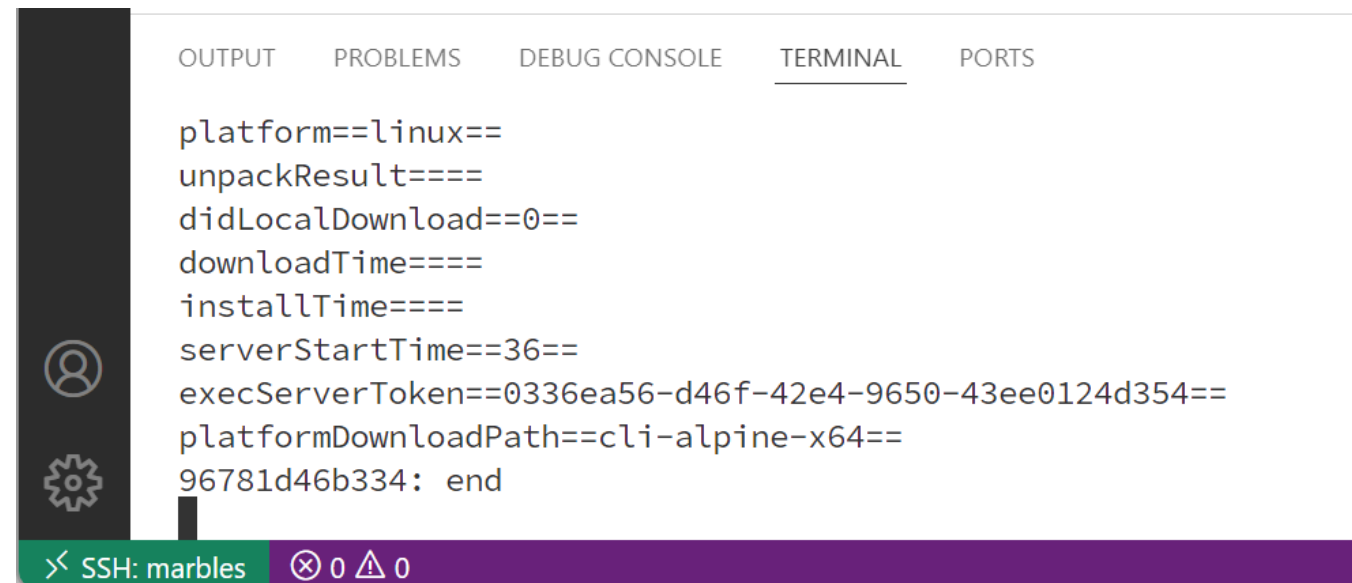 OUTPUT PROBLEMS DEBUG CONSOLE TERMINAL PORTS
platform==linux==
unpackResult====
didLocalDownload==0==
downloadTime====
installTime====
serverStartTime==36==
execServerToken==0336ea56-d46f-42e4-9650-43ee0124d354==
platformDownloadPath==cli-alpine-x64==
96781d46b334: end
SSH: marbles 0 0